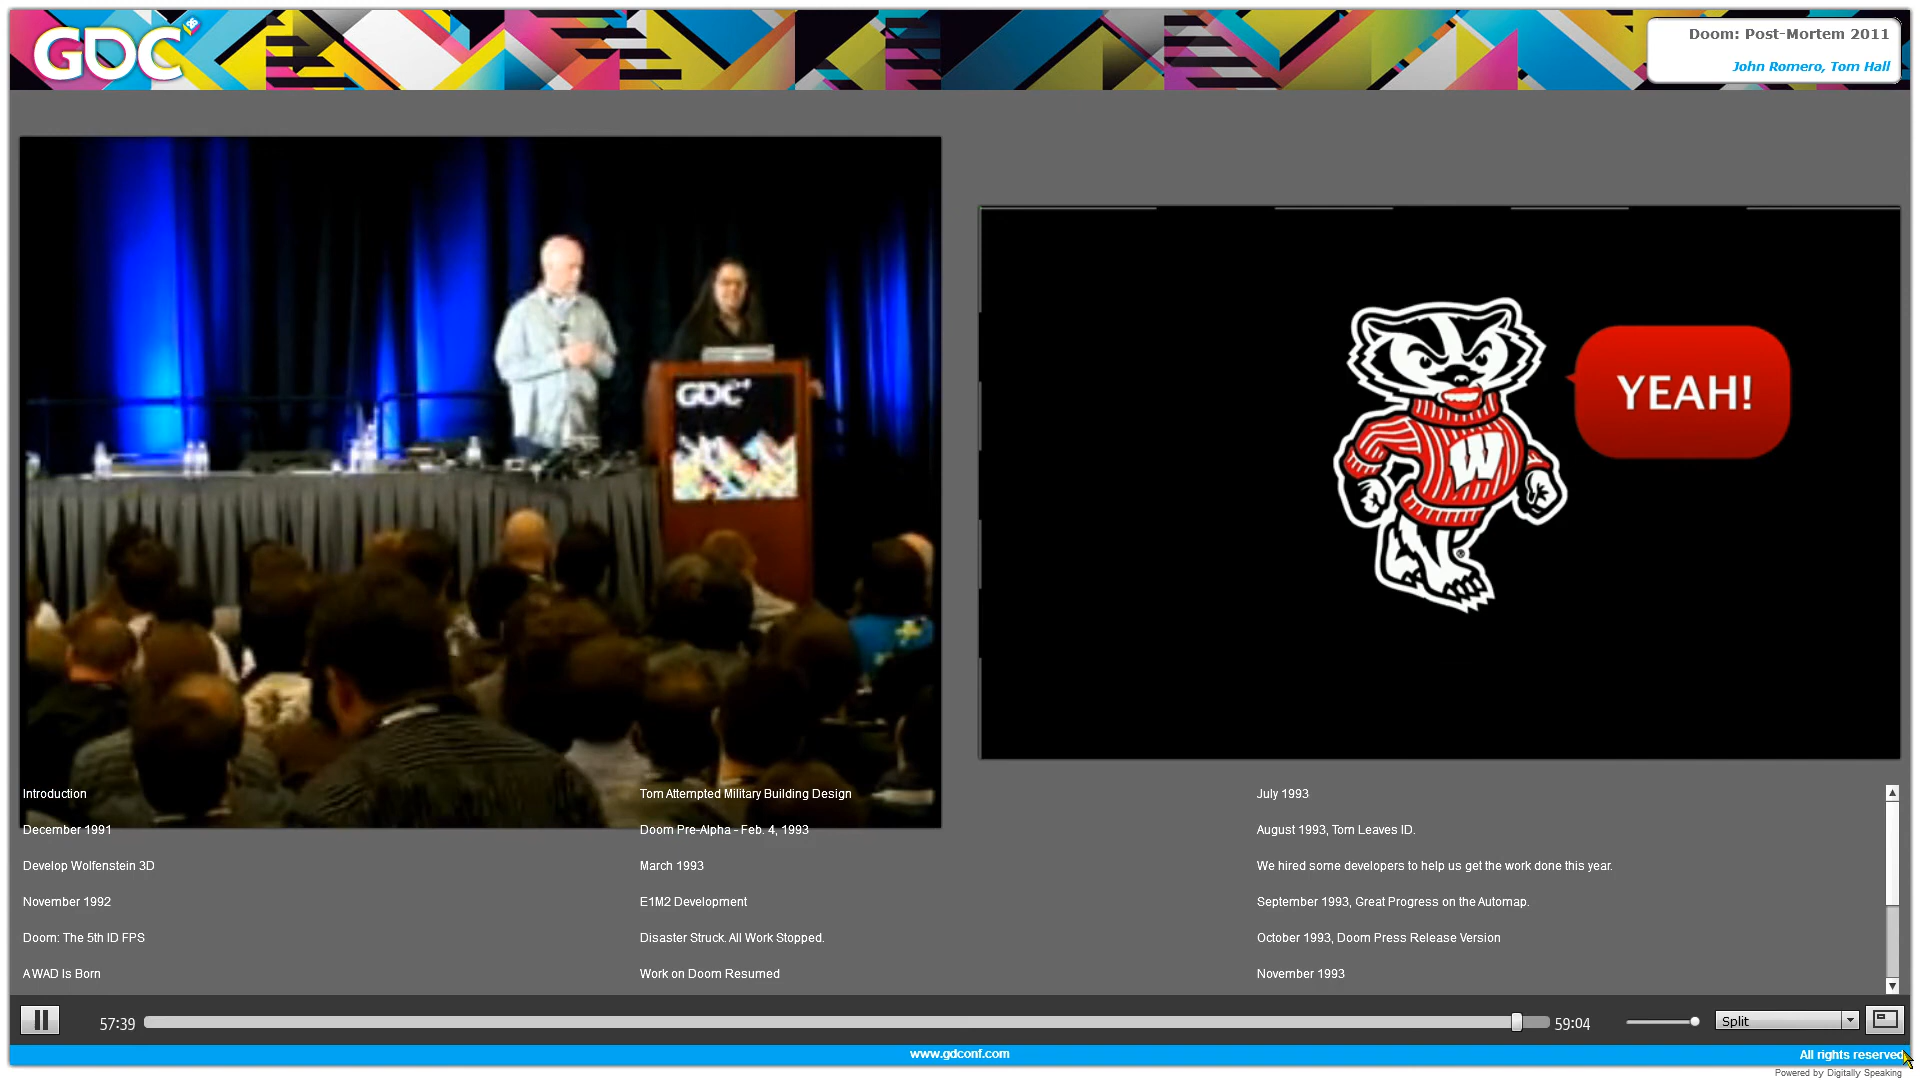 GDC 25
Doom: Post-Mortem 2011
John Romero, Tom Hall
GDC
YEAH!
W
®
Introduction
December 1991
Develop Wolfenstein 3D
November 1992
Doom: The 5th ID FPS
A WAD Is Born
Tom Attempted Military Building Design
Doom Pre-Alpha - Feb. 4, 1993
March 1993
E1M2 Development
Disaster Struck. All Work Stopped.
Work on Doom Resumed
July 1993
August 1993, Tom Leaves ID.
We hired some developers to help us get the work done this year.
September 1993, Great Progress on the Automap.
October 1993, Doom Press Release Version
November 1993
57:39
59:04
Split
www.gdconf.com
All rights reserved
Powered by Digitally Speaking